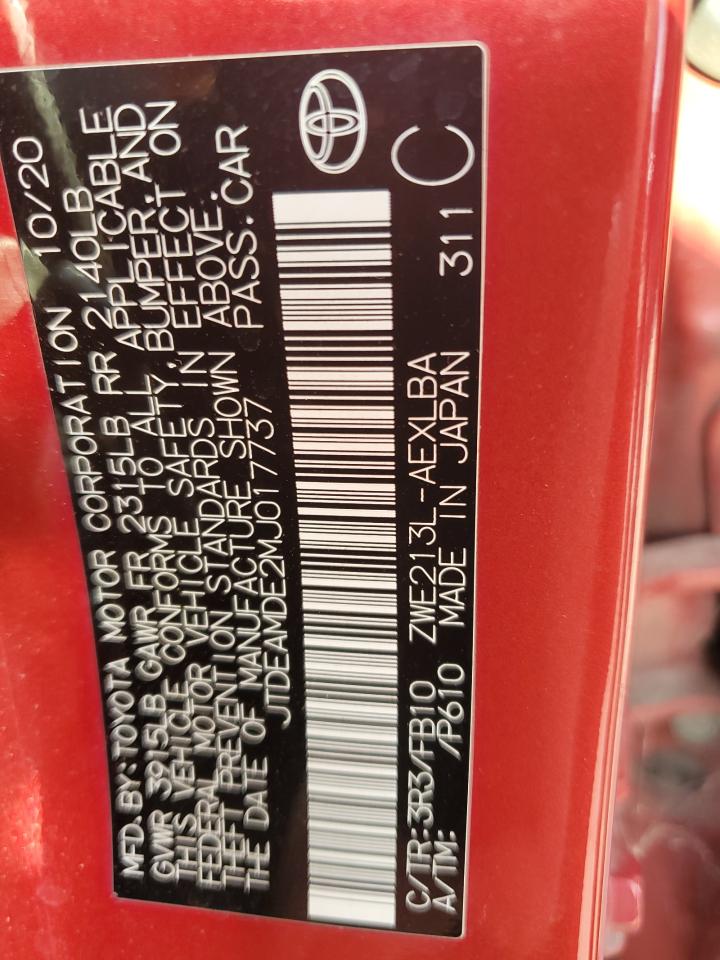 MFD. BY: TOYOTA MOTOR CORPORATION 10/20
GVWR 3915LB GAWR FR 2315LB RR 2140LB
THIS VEHICLE CONFORMS TO ALL APPLICABLE
FEDERAL MOTOR VEHICLE SAFETY, BUMPER, AND
THEFT PREVENTION STANDARDS IN EFFECT ON
THE DATE OF MANUFACTURE SHOWN ABOVE.
JTDEAMDE2MJ017737 PASS. CAR
C/TR: 3R3/FB10 ZWE213L-AEXLBA
A/TM: /P610 MADE IN JAPAN 311 C